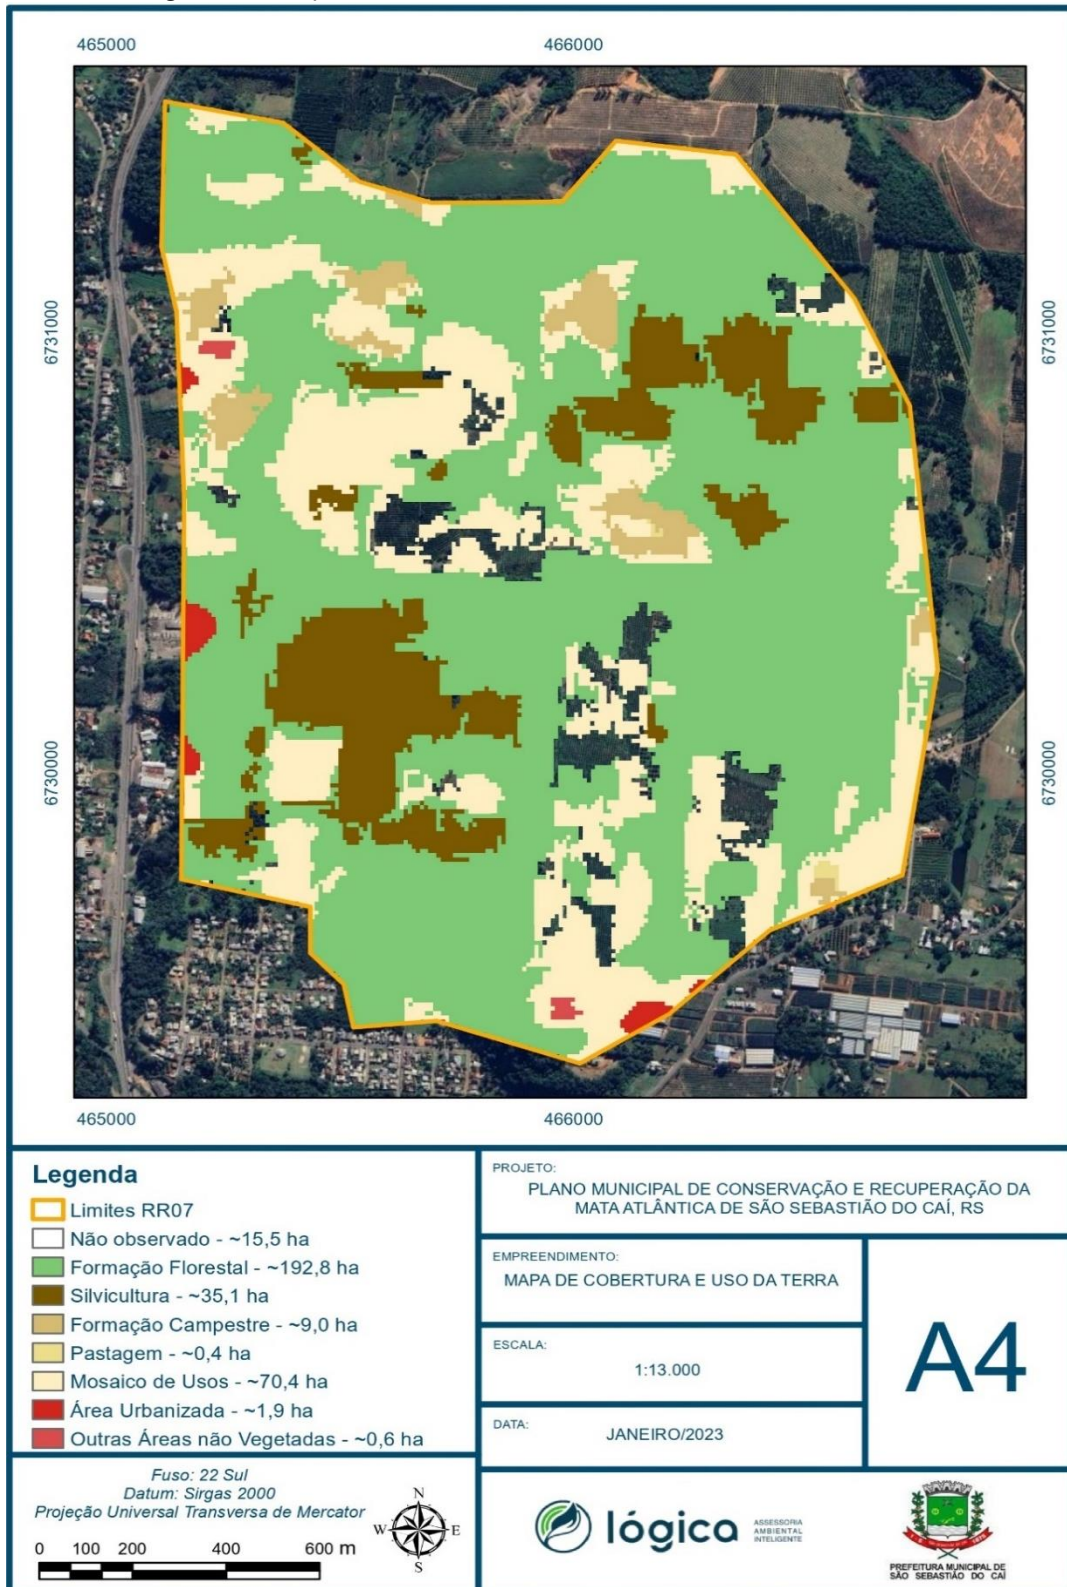 465000
466000
6731000
6731000
6730000
6730000
465000
466000
Legenda
Limites RR07
Não observado - ~15,5 ha
Formação Florestal - ~192,8 ha
Silvicultura - ~35,1 ha
Formação Campestre - ~9,0 ha
Pastagem - ~0,4 ha
Mosaico de Usos - ~70,4 ha
Área Urbanizada - ~1,9 ha
Outras Áreas não Vegetadas - ~0,6 ha
Fuso: 22 Sul
Datum: Sirgas 2000
Projeção Universal Transversa de Mercator
N
W
E
S
0 100 200 400 600 m
PROJETO:
PLANO MUNICIPAL DE CONSERVAÇÃO E RECUPERAÇÃO DA
MATA ATLÂNTICA DE SÃO SEBASTIÃO DO CAÍ, RS
EMPREENDIMENTO:
MAPA DE COBERTURA E USO DA TERRA
ESCALA:
1:13.000
DATA:
JANEIRO/2023
A4
lógica
ASSESSORIA
AMBIENTAL
INTELIGENTE
PREFEITURA MUNICIPAL DE
SÃO SEBASTIÃO DO CAÍ